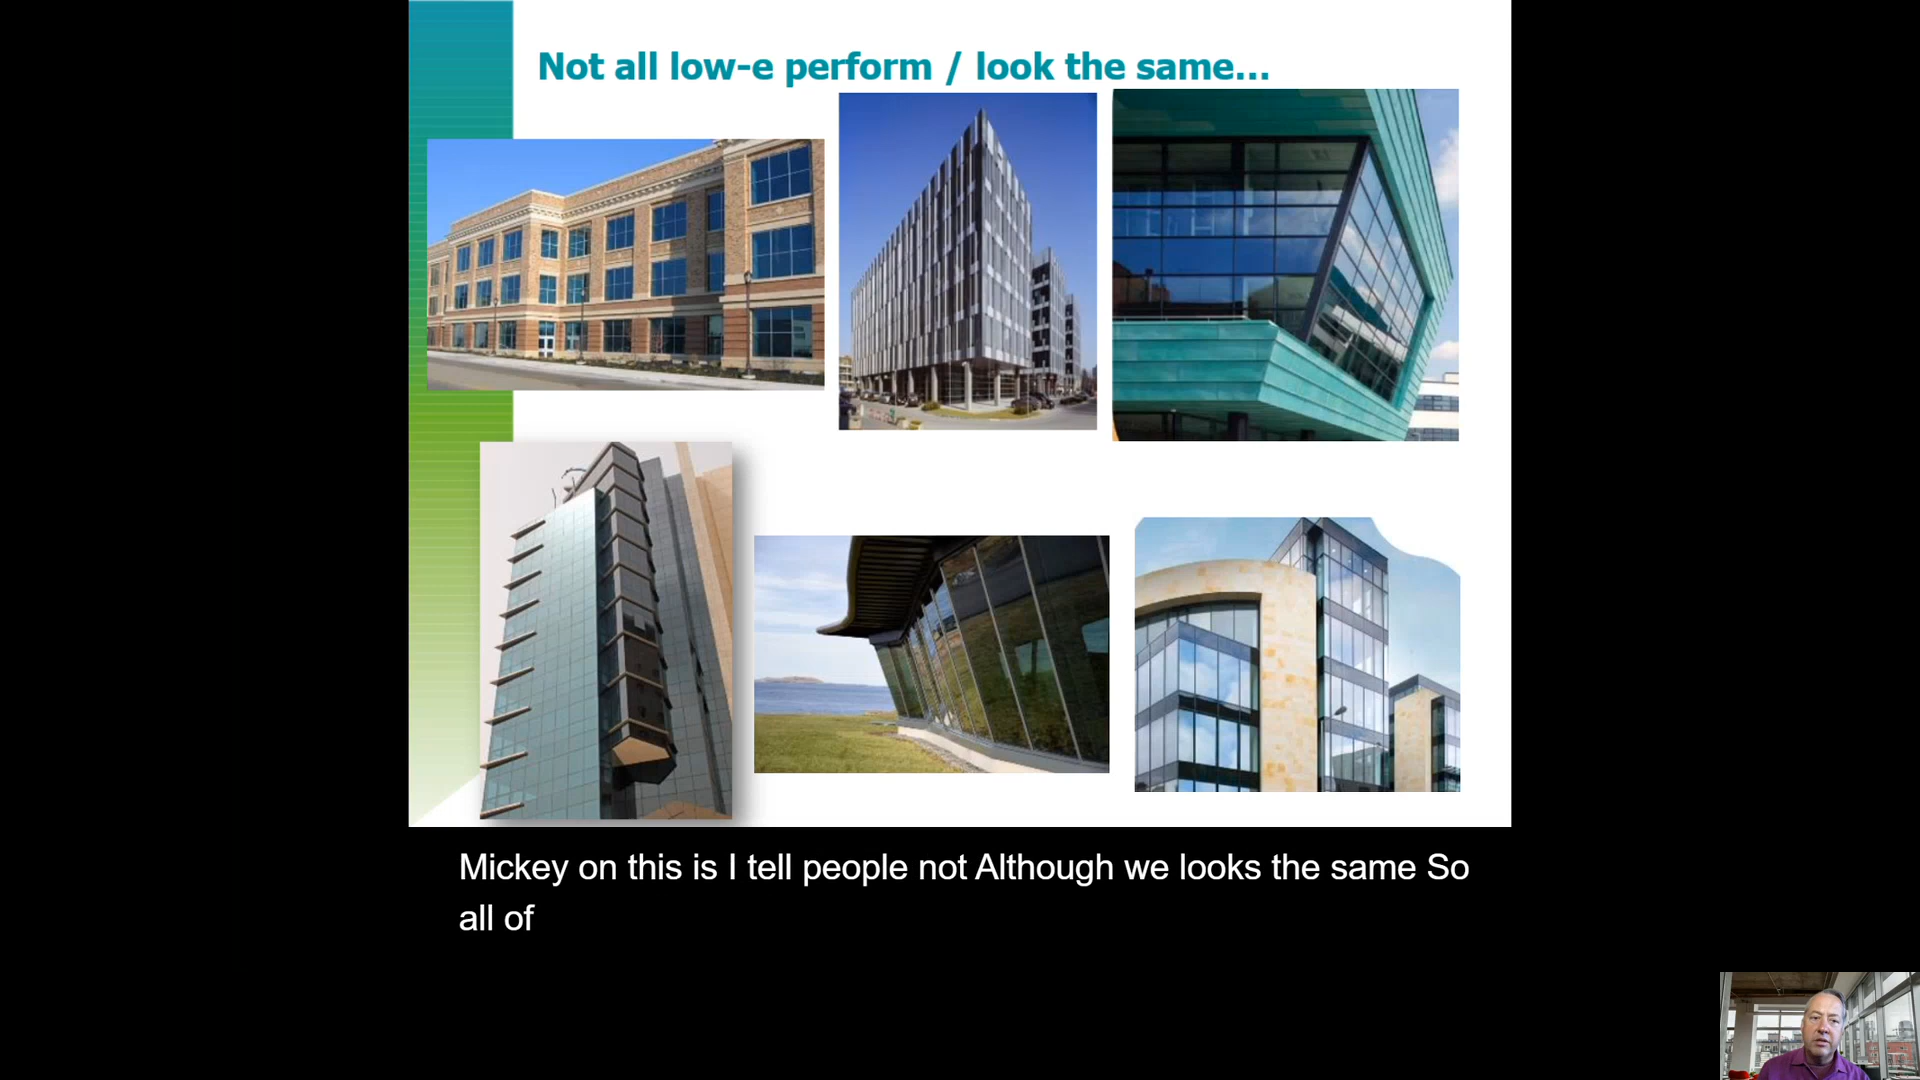 Not all low-e perform / look the same...
Mickey on this is I tell people not Although we looks the same So
all of